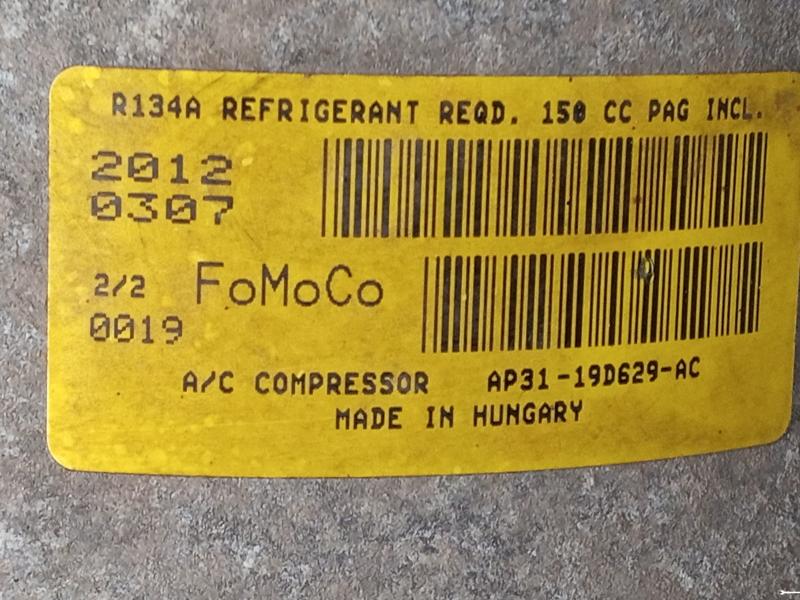 R134A REFRIGERANT REQD. 150 CC PAG INCL.
2012
0307
2/2 FoMoCo
0019
A/C COMPRESSOR AP31-19D629-AC
MADE IN HUNGARY